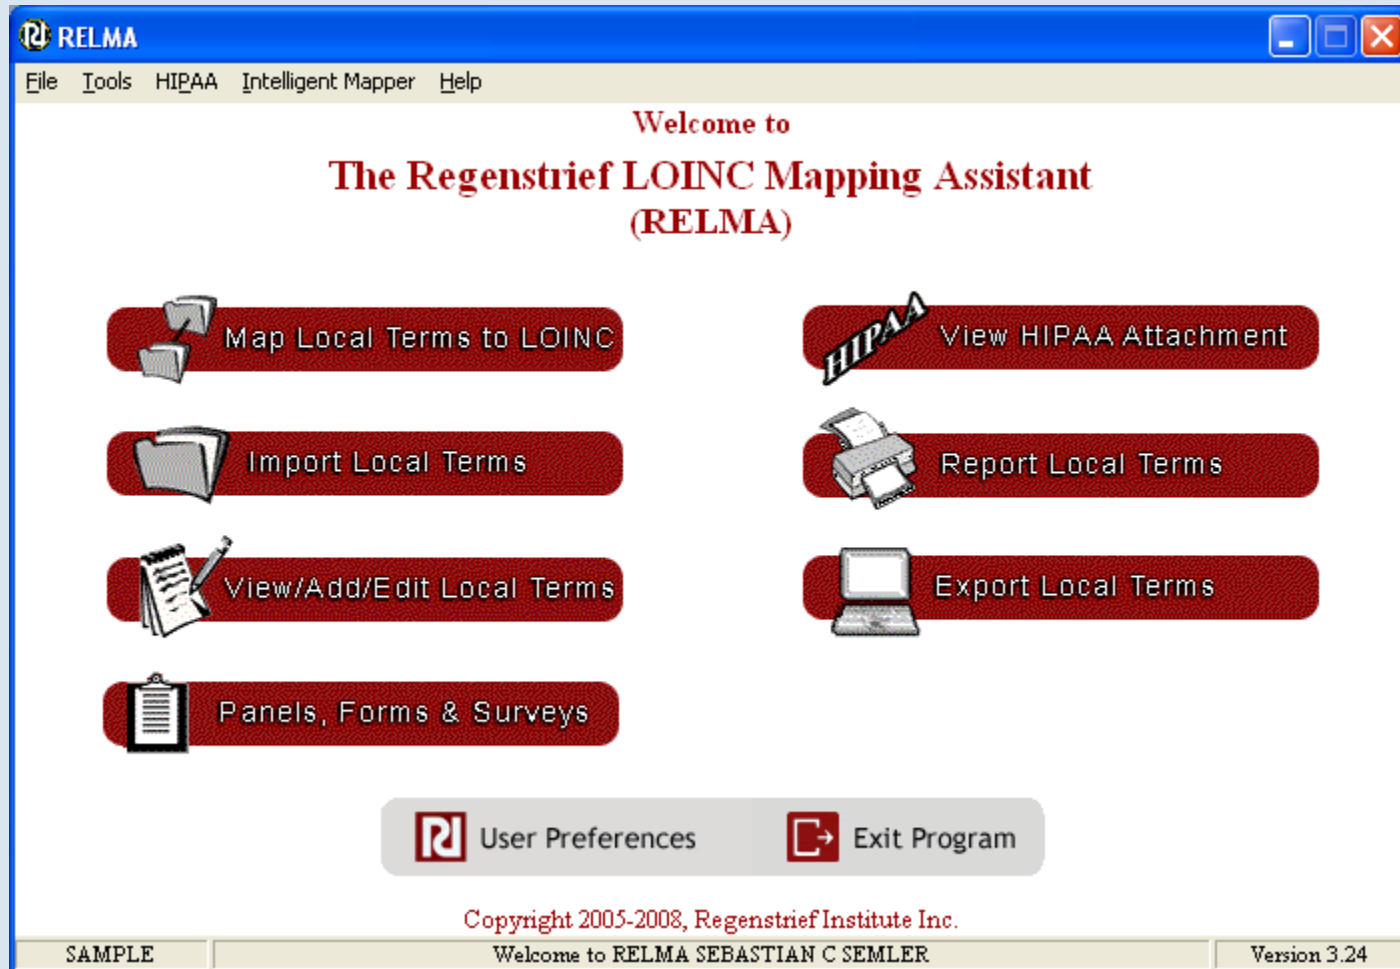 RELMA
File Tools HIPAA Intelligent Mapper Help
Welcome to
The Regenstrief LOINC Mapping Assistant
(RELMA)
Map Local Terms to LOINC
HIPAA View HIPAA Attachment
Import Local Terms
Report Local Terms
View/Add/Edit Local Terms
Export Local Terms
Panels, Forms & Surveys
User Preferences Exit Program
Copyright 2005-2008, Regenstrief Institute Inc.
SAMPLE Welcome to RELMA SEBASTIAN C SEMLER Version 3.24